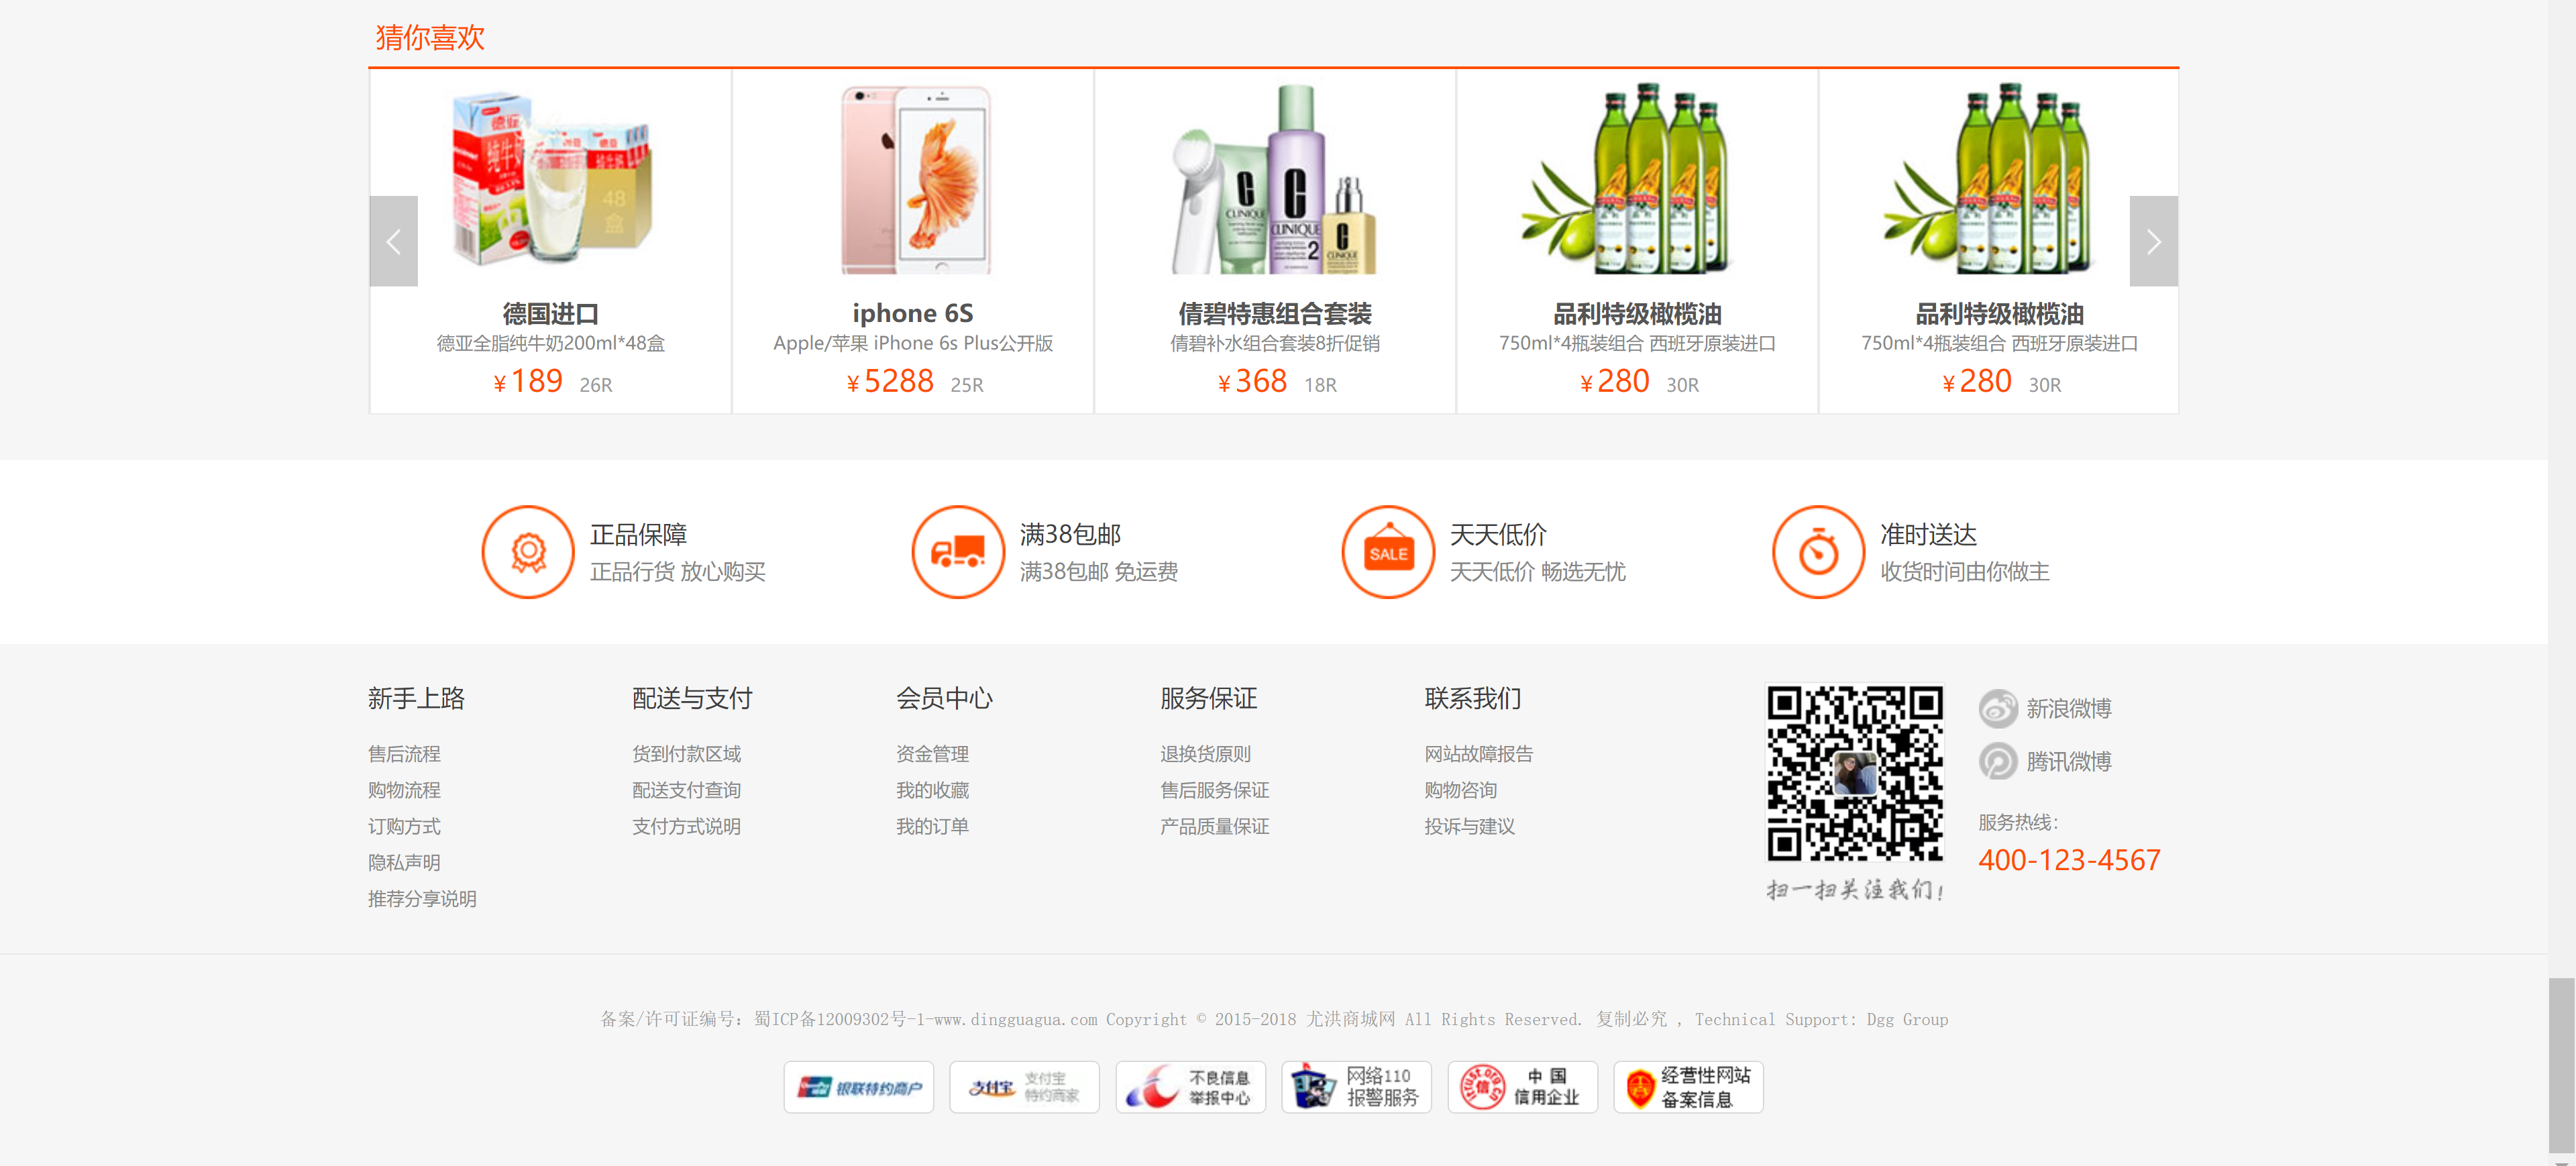 猜你喜欢
德亚
纯牛奶
48
盒
CLINIQUE
CLINIQUE
2
CLINIQUE
德国进口
德亚全脂纯牛奶200ml*48盒
¥189 26R
iphone 6S
Apple/苹果 iPhone 6s Plus公开版
¥5288 25R
倩碧特惠组合套装
倩碧补水组合套装8折促销
¥368 18R
品利特级橄榄油
750ml*4瓶装组合 西班牙原装进口
¥280 30R
品利特级橄榄油
750ml*4瓶装组合 西班牙原装进口
¥280 30R
正品保障
正品行货 放心购买
满38包邮
满38包邮 免运费
SALE
天天低价
天天低价 畅选无忧
准时送达
收货时间由你做主
新手上路
售后流程
购物流程
订购方式
隐私声明
推荐分享说明
配送与支付
货到付款区域
配送支付查询
支付方式说明
会员中心
资金管理
我的收藏
我的订单
服务保证
退换货原则
售后服务保证
产品质量保证
联系我们
网站故障报告
购物咨询
投诉与建议
扫一扫关注我们!
新浪微博
腾讯微博
服务热线：
400-123-4567
备案/许可证编号：蜀ICP备12009302号-1-www.dingguagua.com Copyright © 2015-2018 尤洪商城网 All Rights Reserved. 复制必究 , Technical Support: Dgg Group
银联特约商户
支付宝
支付宝
特约商家
不良信息
举报中心
网络110
报警服务
信
中 国
信用企业
经营性网站
备案信息